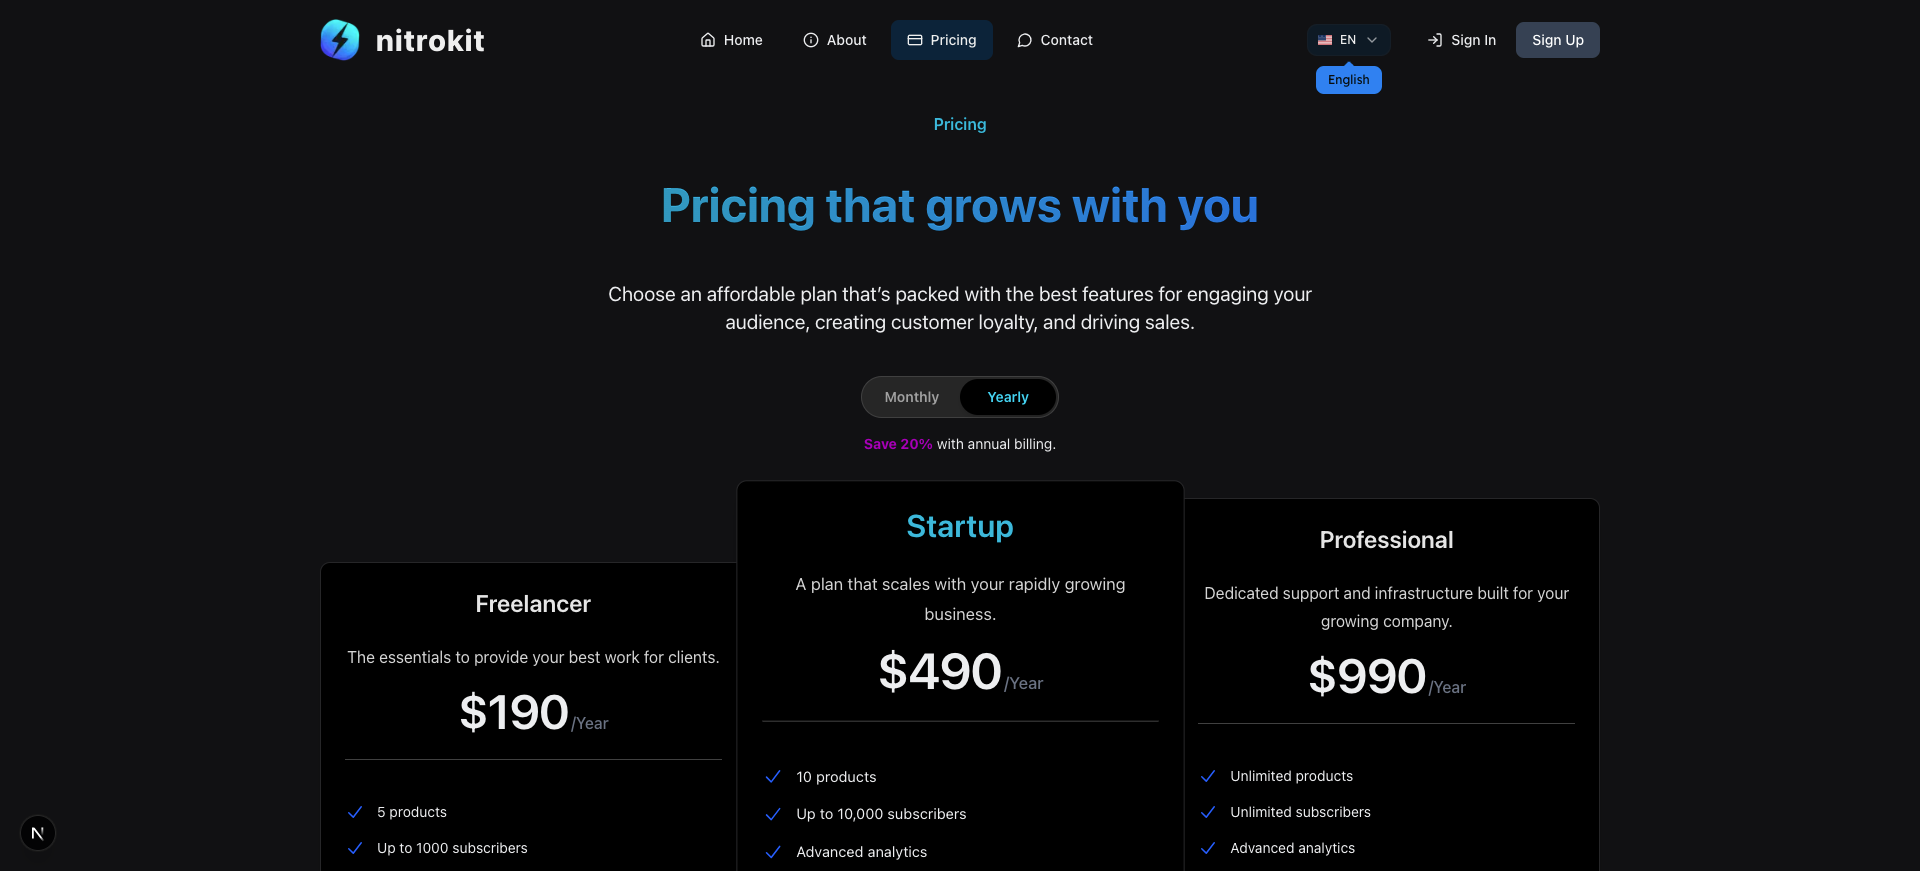 nitrokit
Home
About
Pricing
Contact
EN
Sign In
Sign Up
English
Pricing
Pricing that grows with you
Choose an affordable plan that’s packed with the best features for engaging your
audience, creating customer loyalty, and driving sales.
Monthly
Yearly
Save 20% with annual billing.
Freelancer
The essentials to provide your best work for clients.
$190/Year
5 products
Up to 1000 subscribers
Startup
A plan that scales with your rapidly growing
business.
$490/Year
10 products
Up to 10,000 subscribers
Advanced analytics
Professional
Dedicated support and infrastructure built for your
growing company.
$990/Year
Unlimited products
Unlimited subscribers
Advanced analytics
N